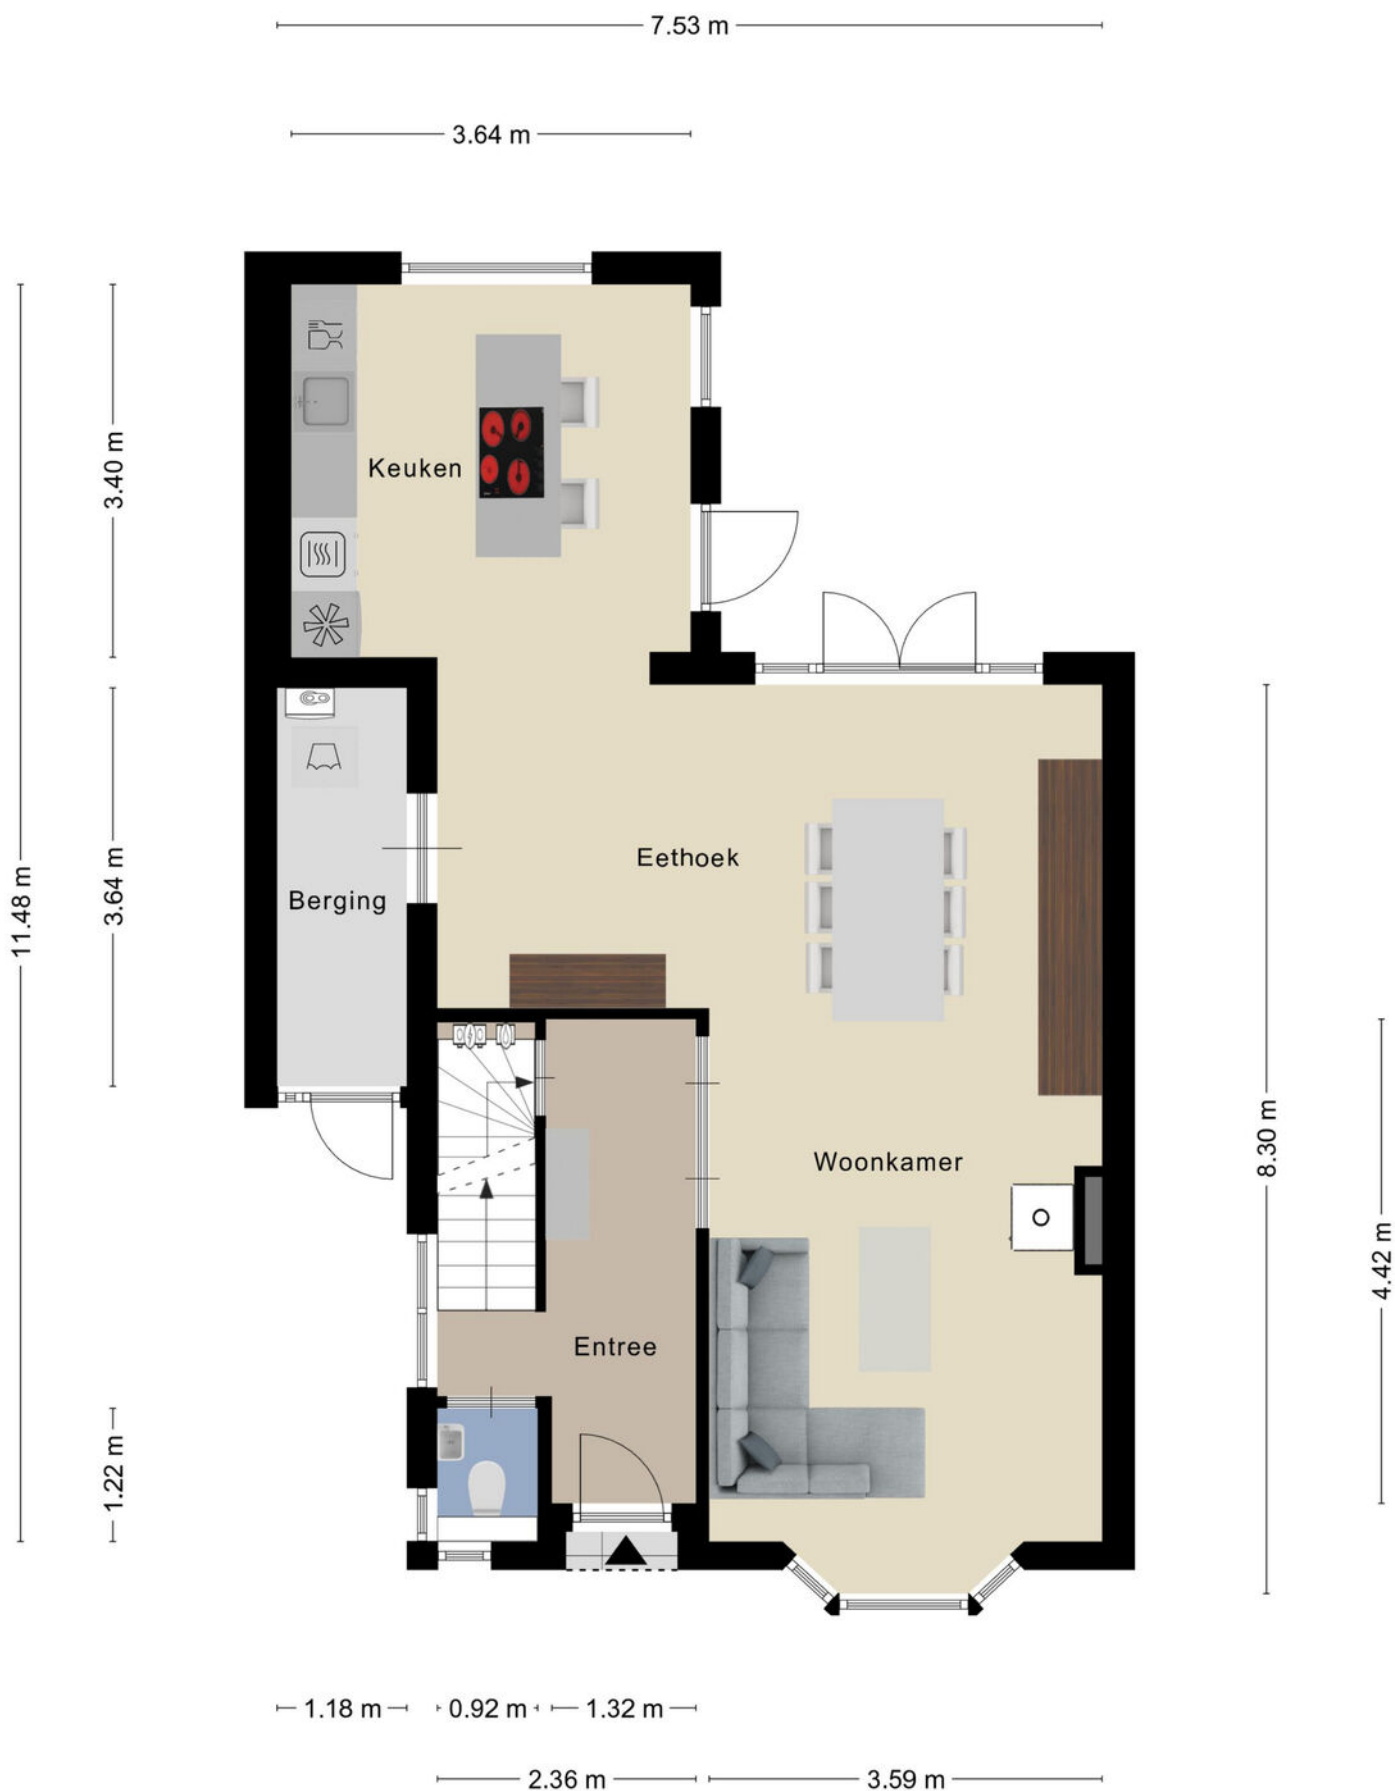 7.53 m
3.64 m
3.40 m
Keuken
11.48 m
3.64 m
Eethoek
Berging
8.30 m
Woonkamer
4.42 m
Entree
1.22 m
1.18 m
0.92 m
1.32 m
2.36 m
3.59 m